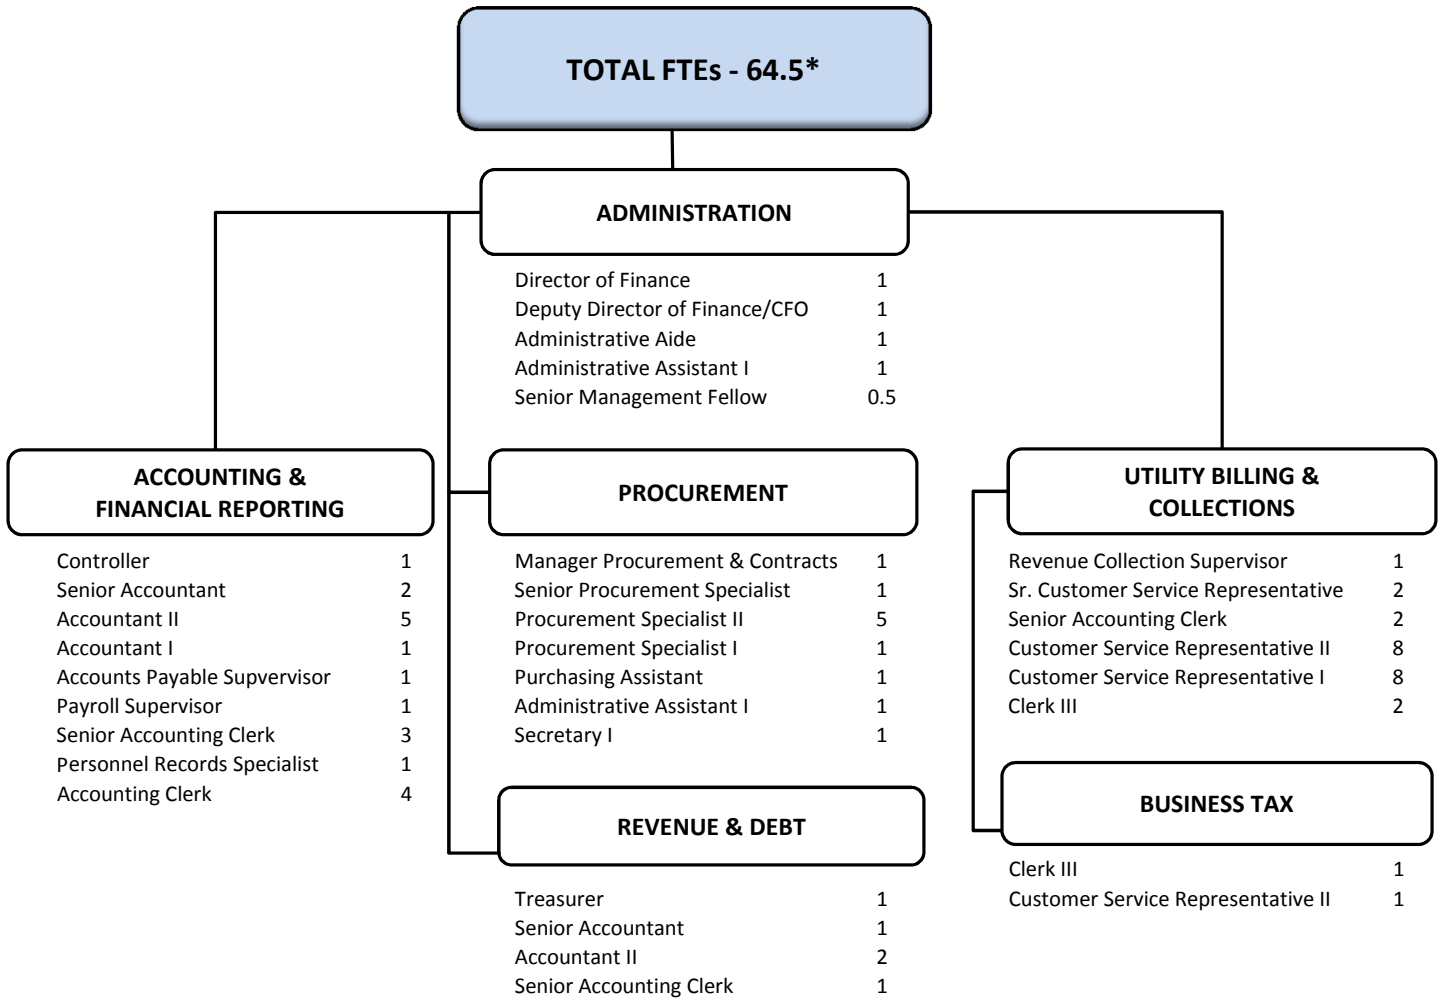 TOTAL FTEs - 64.5*
ADMINISTRATION
Director of Finance 1
Deputy Director of Finance/CFO 1
Administrative Aide 1
Administrative Assistant I 1
Senior Management Fellow 0.5
ACCOUNTING &
FINANCIAL REPORTING
Controller 1
Senior Accountant 2
Accountant II 5
Accountant I 1
Accounts Payable Supvervisor 1
Payroll Supervisor 1
Senior Accounting Clerk 3
Personnel Records Specialist 1
Accounting Clerk 4
PROCUREMENT
Manager Procurement & Contracts 1
Senior Procurement Specialist 1
Procurement Specialist II 5
Procurement Specialist I 1
Purchasing Assistant 1
Administrative Assistant I 1
Secretary I 1
REVENUE & DEBT
Treasurer 1
Senior Accountant 1
Accountant II 2
Senior Accounting Clerk 1
UTILITY BILLING &
COLLECTIONS
Revenue Collection Supervisor 1
Sr. Customer Service Representative 2
Senior Accounting Clerk 2
Customer Service Representative II 8
Customer Service Representative I 8
Clerk III 2
BUSINESS TAX
Clerk III 1
Customer Service Representative II 1